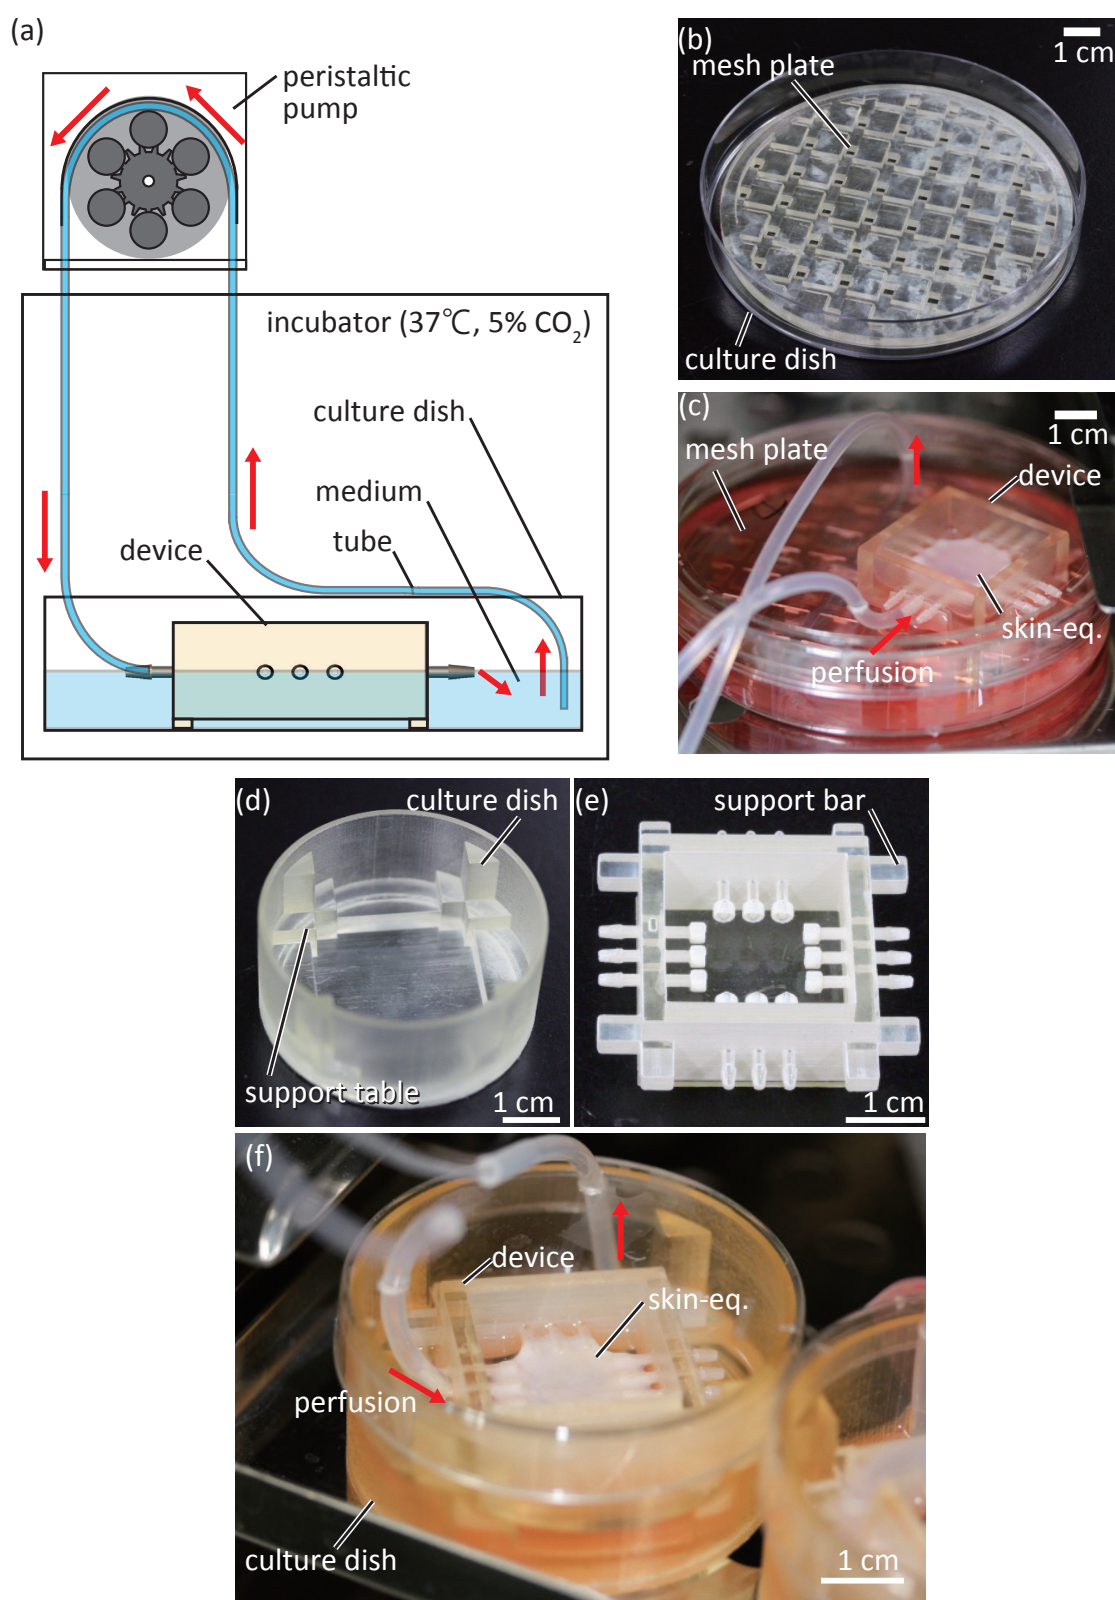 (a)
peristaltic
pump
incubator (37℃, 5% CO2)
culture dish
medium
tube
device
(b)
1 cm
mesh plate
culture dish
(c)
1 cm
mesh plate
device
skin-eq.
perfusion
(d)
culture dish
support table
1 cm
(e)
support bar
1 cm
(f)
device
skin-eq.
perfusion
culture dish
1 cm